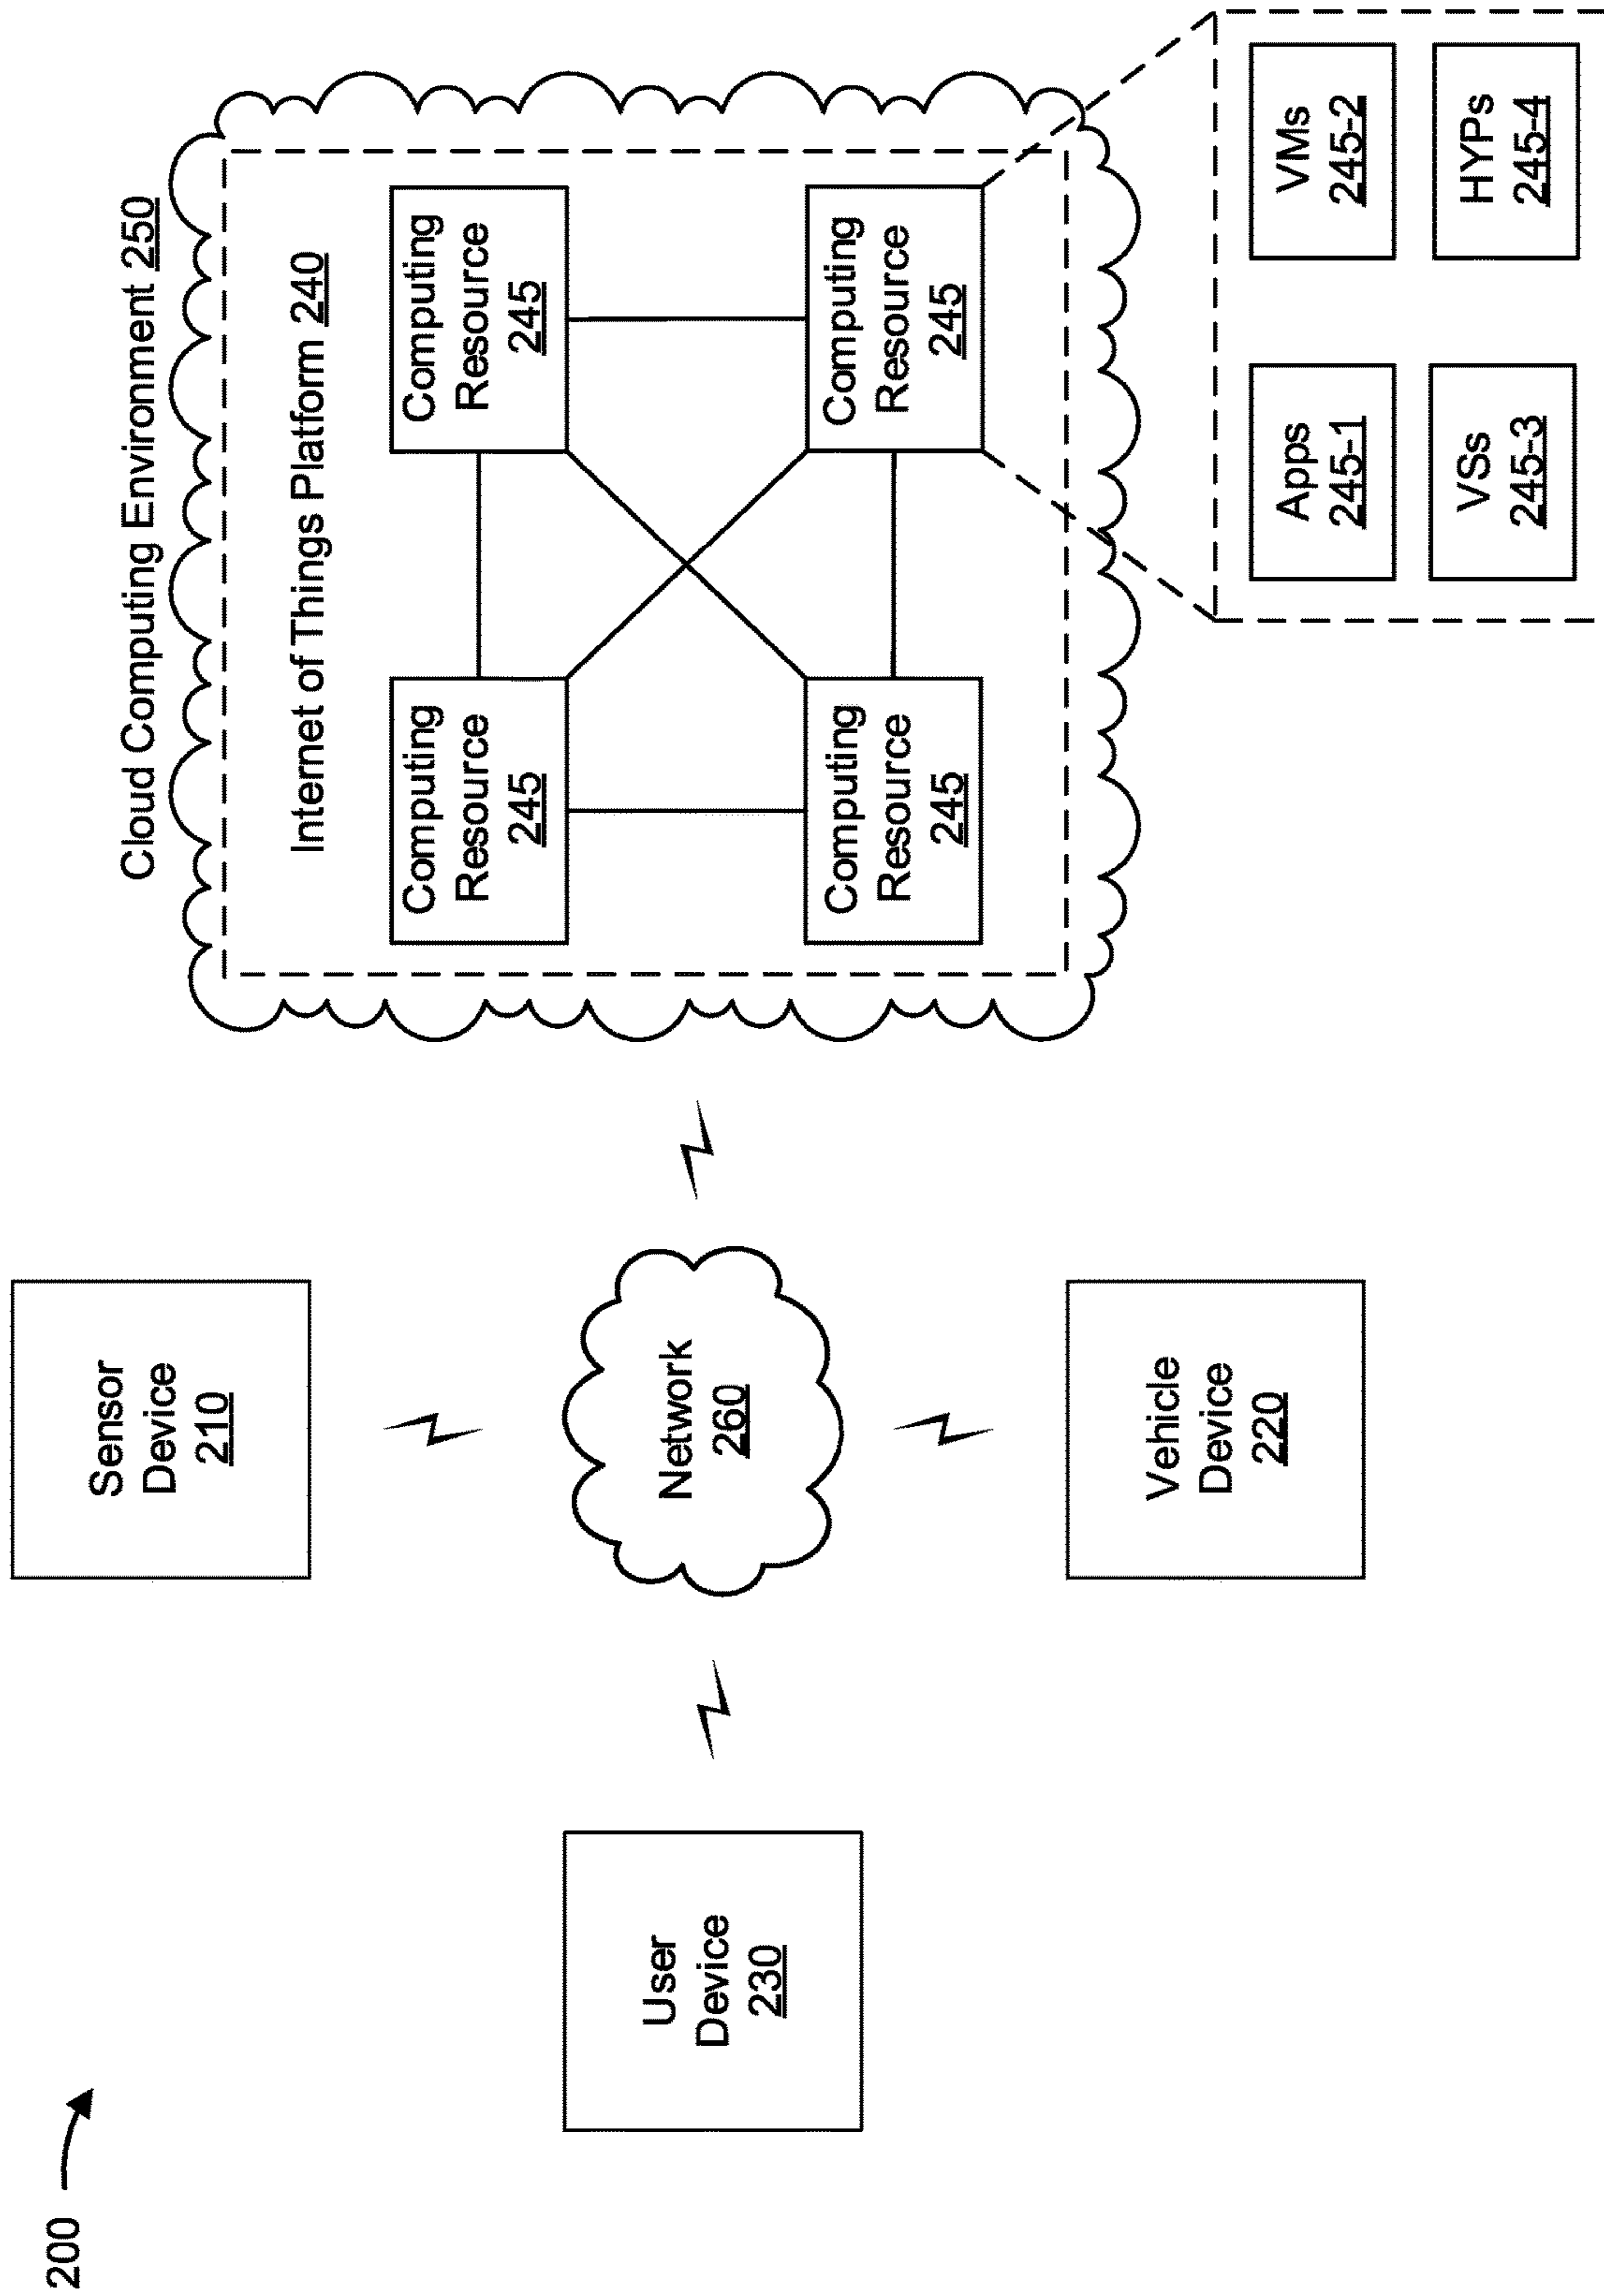 200
Cloud Computing Environment 250
Internet of Things Platform 240
Sensor
Device
210
Computing
Resource
245
Computing
Resource
245
User
Device
230
Network
260
Computing
Resource
245
Computing
Resource
245
Vehicle
Device
220
Apps
245-1
VMs
245-2
VSs
245-3
HYPs
245-4